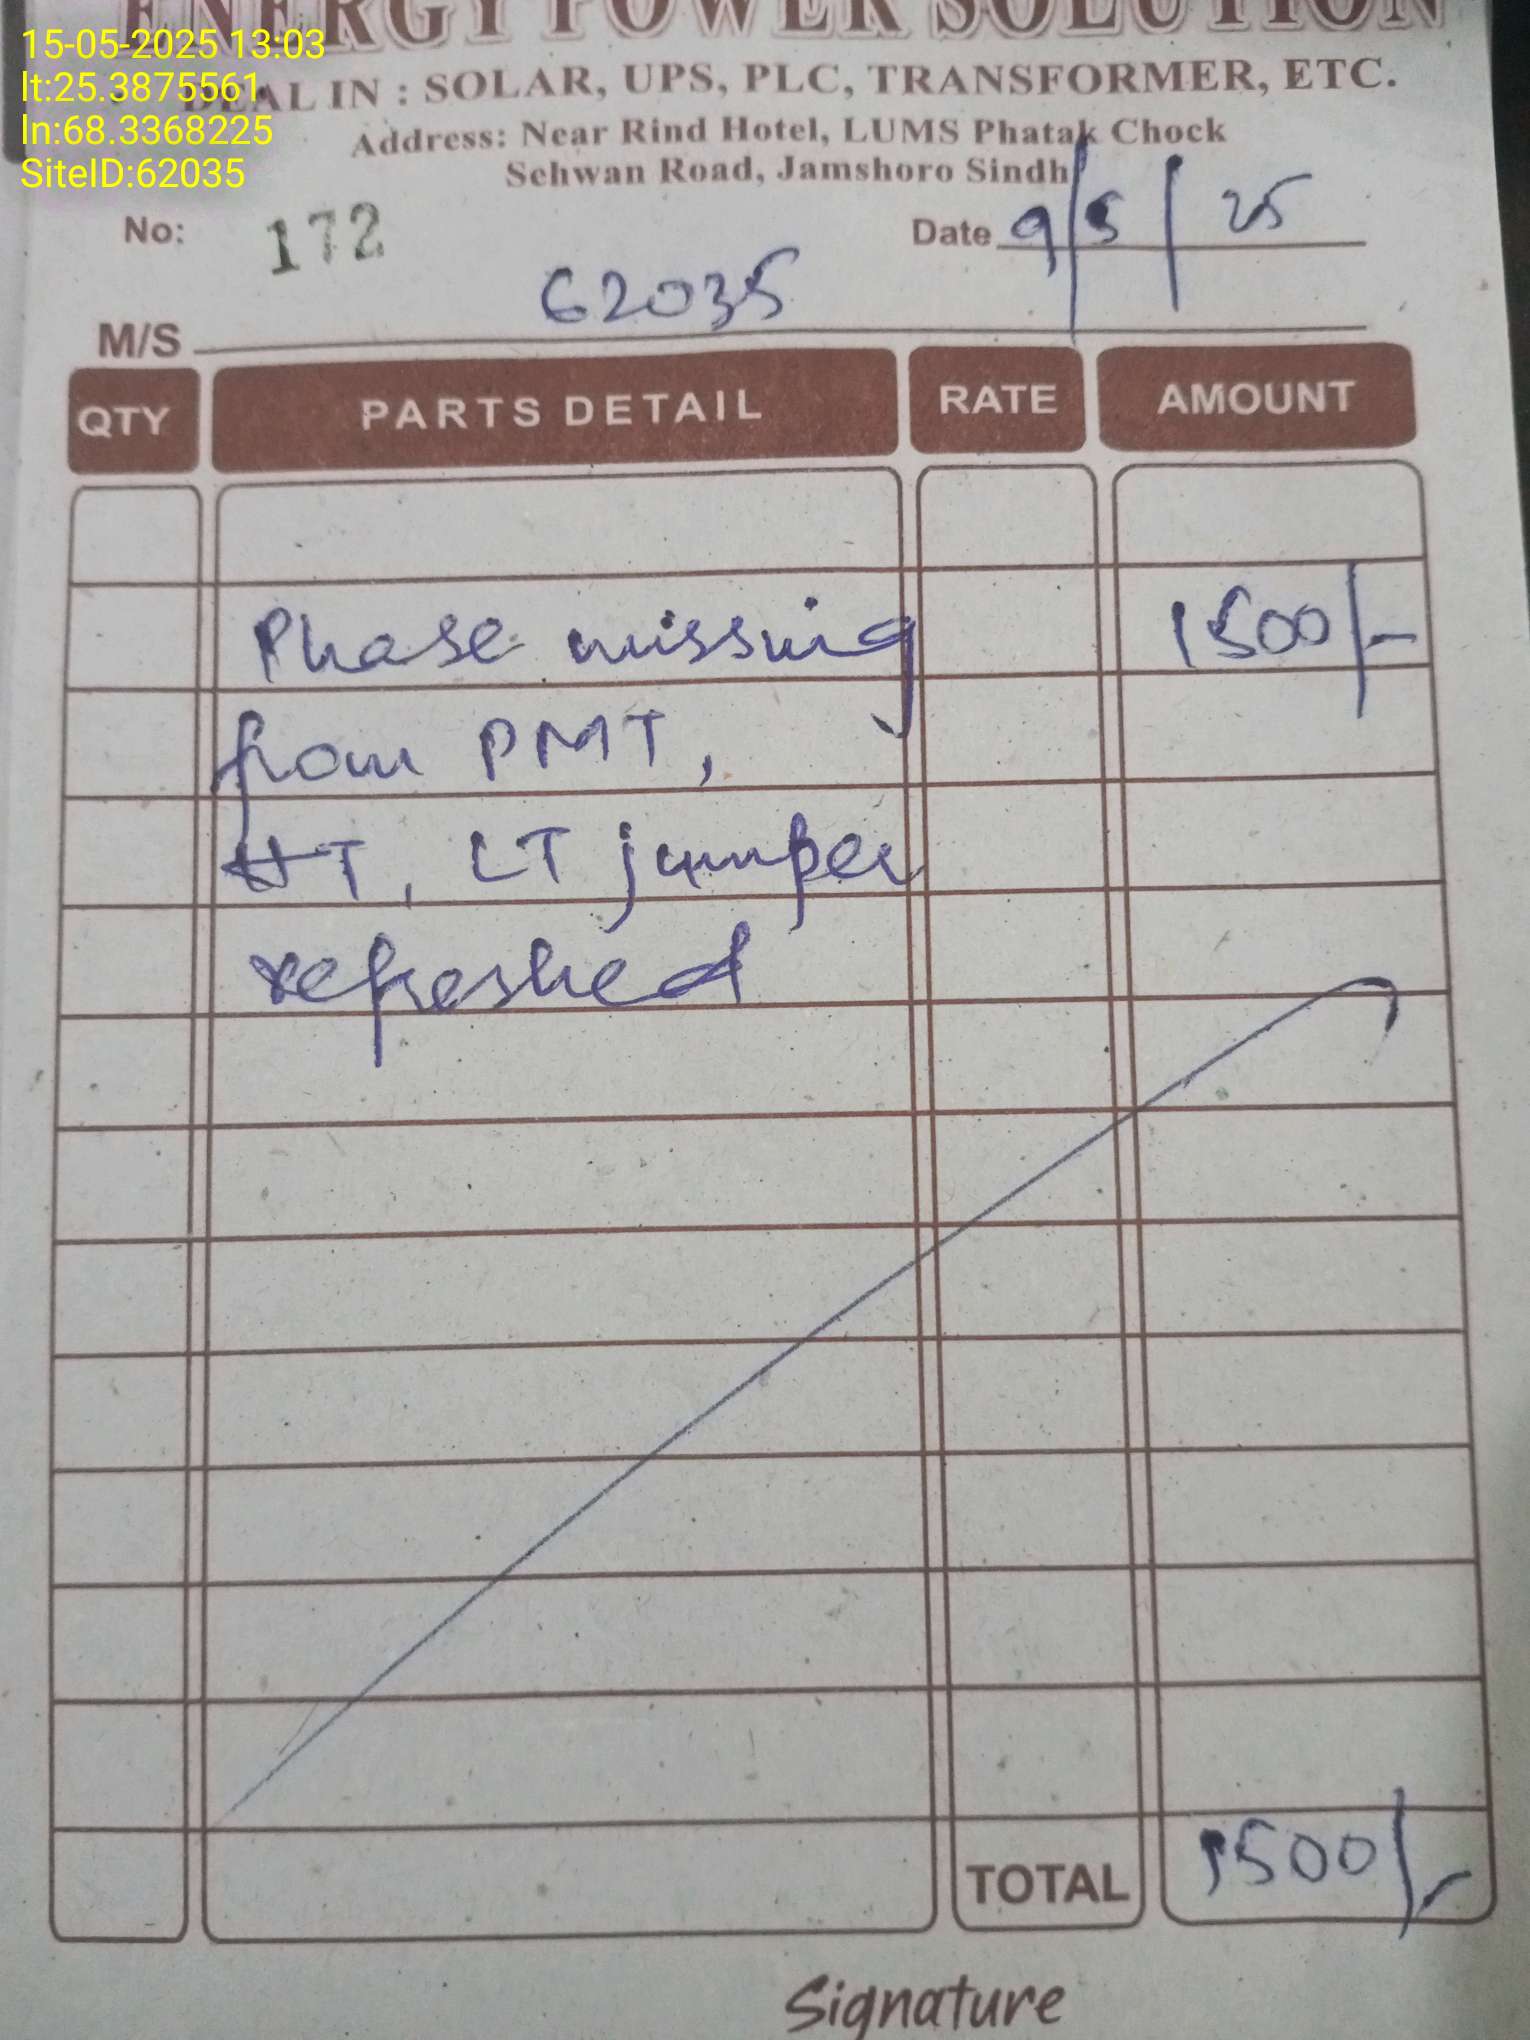 ENERGY POWER SOLUTION
15-05-2025 13:03
lt:25.3875561
ln:68.3368225
SiteID:62035
DEAL IN : SOLAR, UPS, PLC, TRANSFORMER, ETC.
Address: Near Rind Hotel, LUMS Phatak Chock
Sehwan Road, Jamshoro Sindh
No: 172 Date 9/5/25
M/S 62035
QTY PARTS DETAIL RATE AMOUNT
Phase missing 1500/-
from PMT,
HT, LT jumper
refreshed
TOTAL 1500/-
Signature